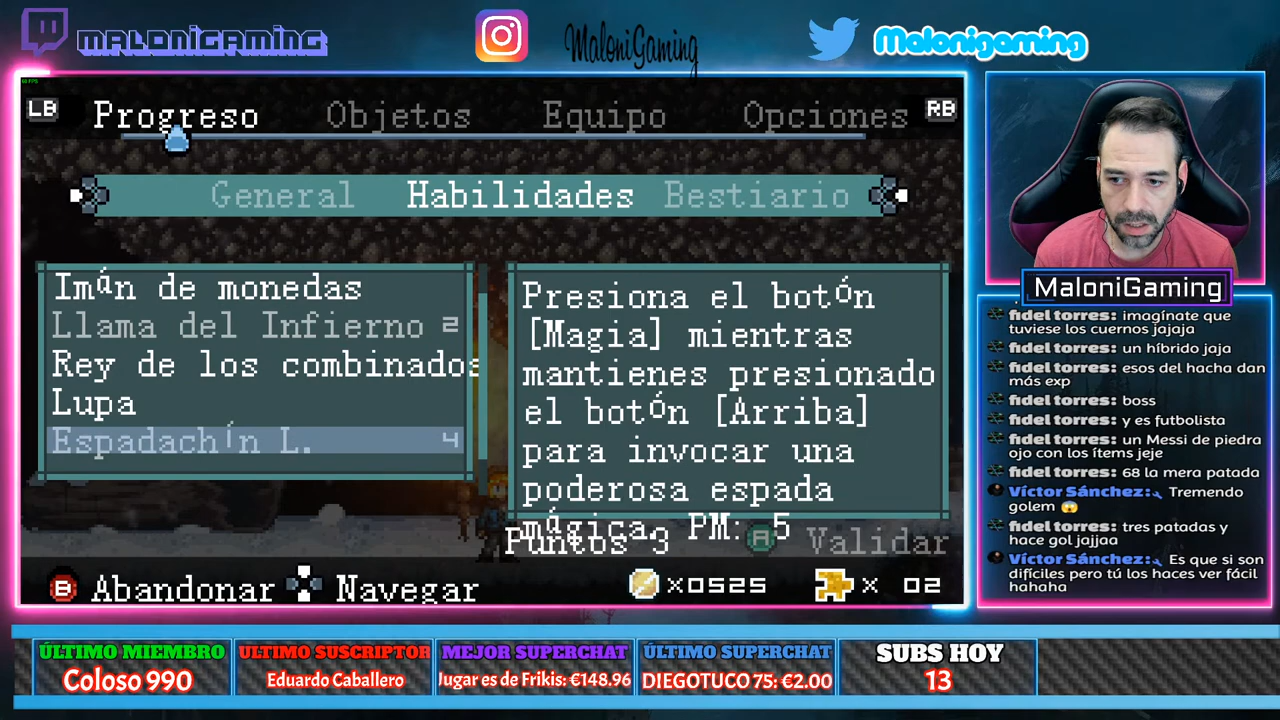 MALONIGAMING
MaloniGaming
Malonigaming
LB
Progreso
Objetos
Equipo
Opciones
RB
General
Habilidades
Bestiario
Imán de monedas
Llama del Infierno 2
Rey de los combinados
Lupa
Espadachín L. 4
Presiona el botón
[Magia] mientras
mantienes presionado
el botón [Arriba]
para invocar una
poderosa espada
mágica. PM: 5
Puntos 3
A Validar
B Abandonar
Navegar
X0525
X 02
MaloniGaming
fidel torres: imagínate que
tuviese los cuernos jajaja
fidel torres: un híbrido jaja
fidel torres: esos del hacha dan
más exp
fidel torres: boss
fidel torres: y es futbolista
fidel torres: un Messi de piedra
ojo con los ítems jeje
fidel torres: 68 la mera patada
Víctor Sánchez: Tremendo
golem 😱
fidel torres: tres patadas y
hace gol jajjaa
Víctor Sánchez: Es que si son
difíciles pero tú los haces ver fácil
hahaha
ÚLTIMO MIEMBRO
Coloso 990
ULTIMO SUSCRIPTOR
Eduardo Caballero
MEJOR SUPERCHAT
Jugar es de Frikis: €148.96
ÚLTIMO SUPERCHAT
DIEGOTUCO 75: €2.00
SUBS HOY
13